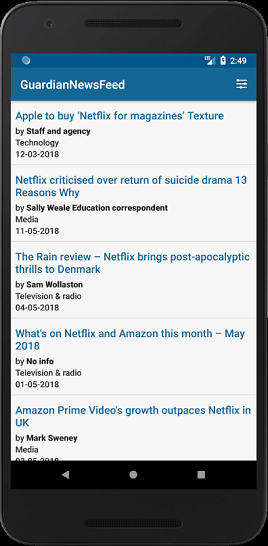 LTE 2:49
GuardianNewsFeed
Apple to buy 'Netflix for magazines' Texture
by Staff and agency
Technology
12-03-2018
Netflix criticised over return of suicide drama 13
Reasons Why
by Sally Weale Education correspondent
Media
11-05-2018
The Rain review – Netflix brings post-apocalyptic
thrills to Denmark
by Sam Wollaston
Television & radio
04-05-2018
What's on Netflix and Amazon this month – May
2018
by No info
Television & radio
01-05-2018
Amazon Prime Video's growth outpaces Netflix in
UK
by Mark Sweney
Media